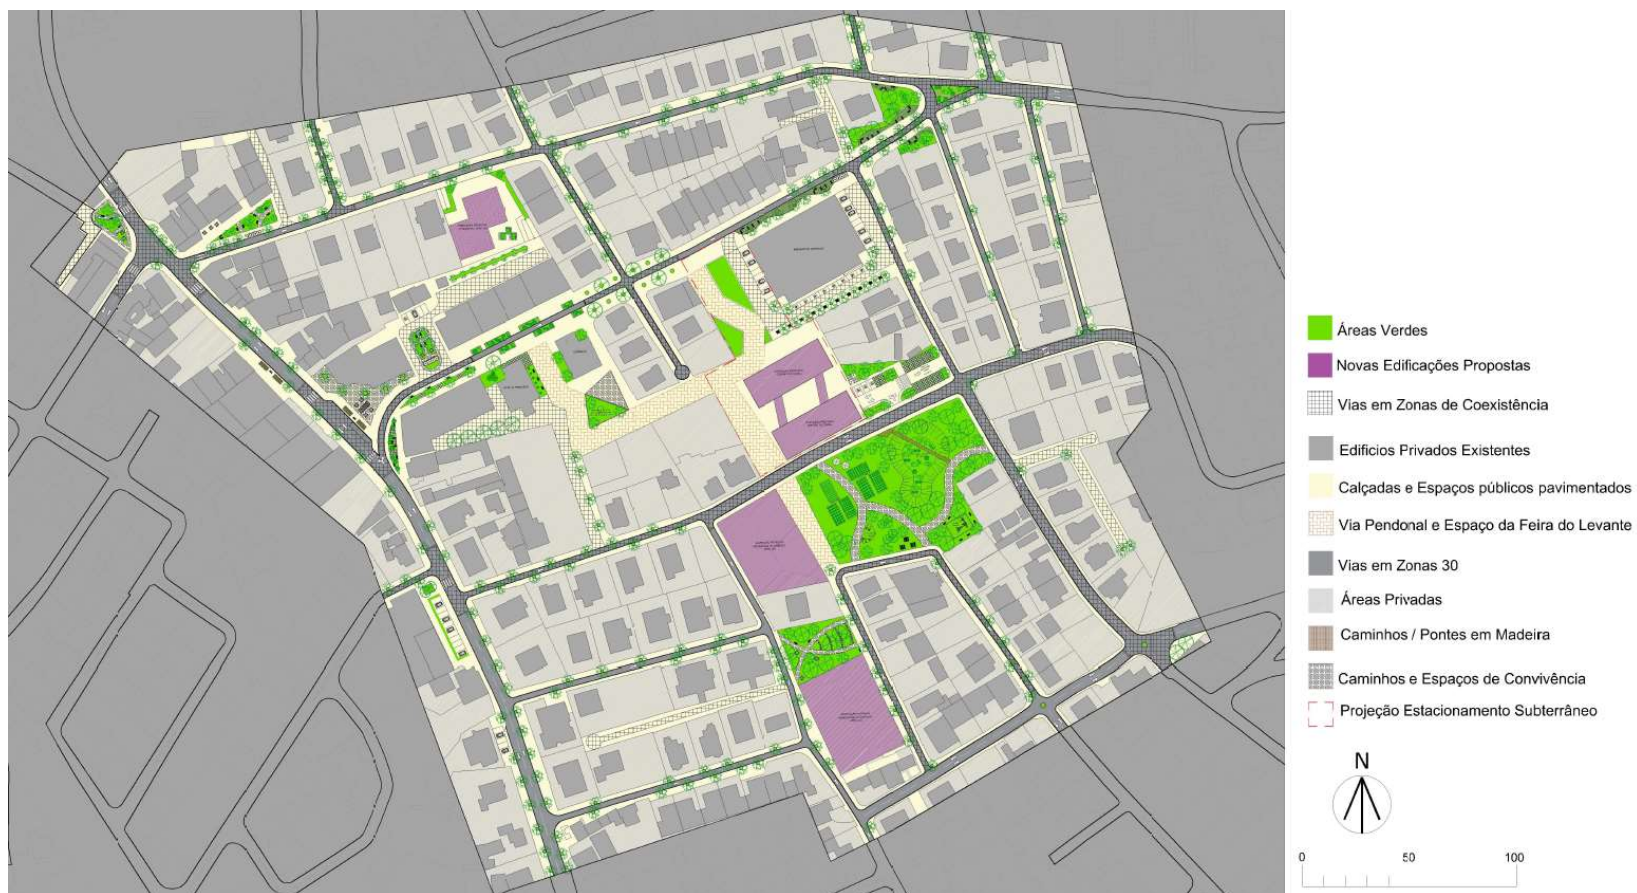 Áreas Verdes
Novas Edificações Propostas
Vias em Zonas de Coexistência
Edificios Privados Existentes
Calçadas e Espaços públicos pavimentados
Via Pendonal e Espaço da Feira do Levante
Vias em Zonas 30
Áreas Privadas
Caminhos / Pontes em Madeira
Caminhos e Espaços de Convivência
Projeção Estacionamento Subterrâneo
N
0 50 100